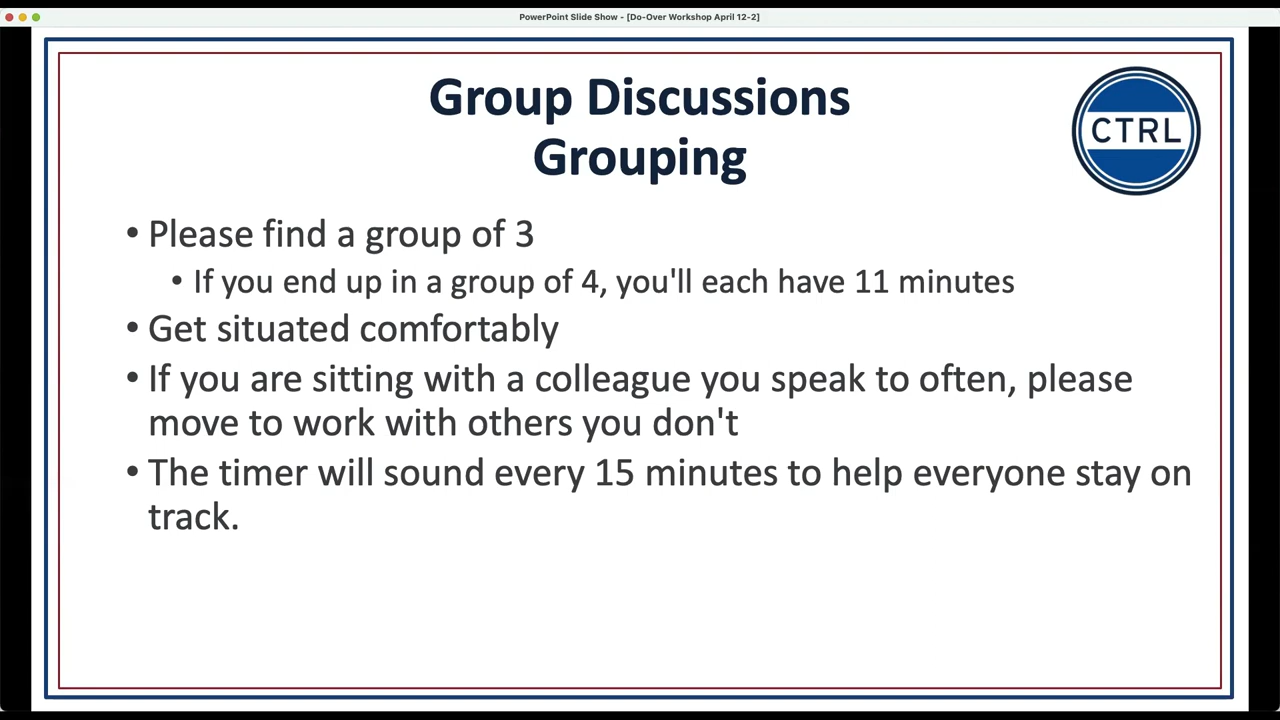 PowerPoint Slide Show - [Do-Over Workshop April 12-2]
Group Discussions
Grouping
CTRL
• Please find a group of 3
• If you end up in a group of 4, you'll each have 11 minutes
• Get situated comfortably
• If you are sitting with a colleague you speak to often, please
move to work with others you don't
• The timer will sound every 15 minutes to help everyone stay on
track.